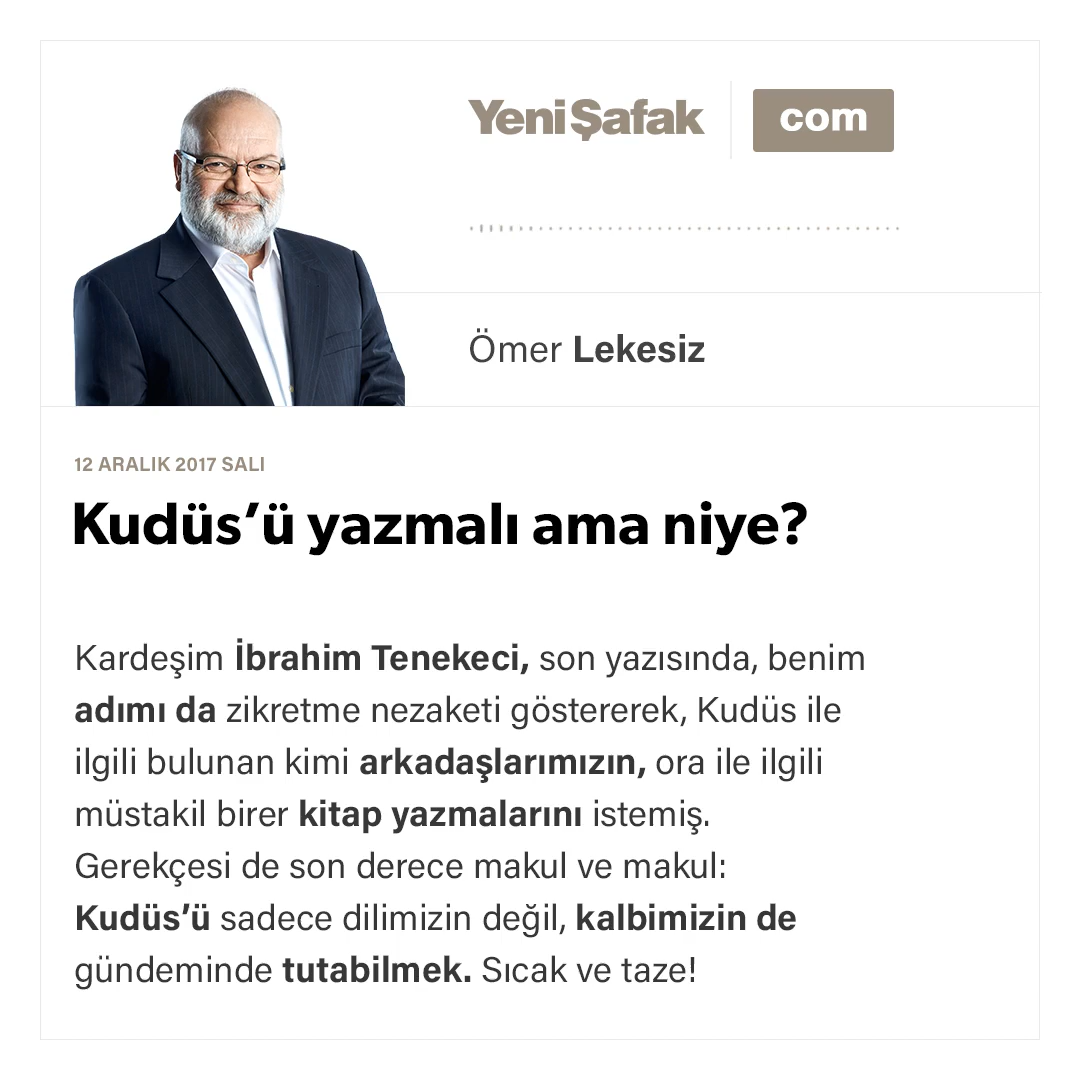 YeniŞafak com
Ömer Lekesiz
12 ARALIK 2017 SALI
Kudüs’ü yazmalı ama niye?
Kardeşim İbrahim Tenekeci, son yazısında, benim
adımı da zikretme nezaketi göstererek, Kudüs ile
ilgili bulunan kimi arkadaşlarımızın, ora ile ilgili
müstakil birer kitap yazmalarını istemiş.
Gerekçesi de son derece makul ve makul:
Kudüs’ü sadece dilimizin değil, kalbimizin de
gündeminde tutabilmek. Sıcak ve taze!